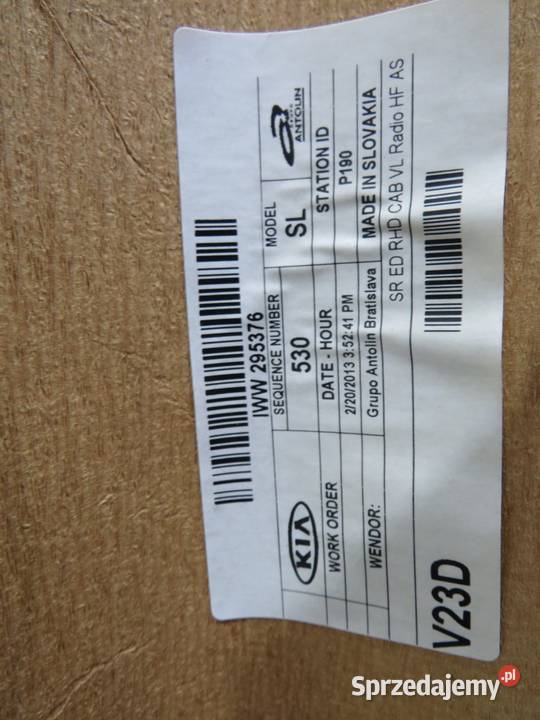 IWW 295376
KIA
SEQUENCE NUMBER
530
MODEL
SL
GRUPO ANTOLIN
WORK ORDER
DATE - HOUR
2/20/2013 3:52:41 PM
STATION ID
P190
WENDOR:
Grupo Antolin Bratislava
MADE IN SLOVAKIA
SR ED RHD CAB VL Radio HF AS
V23D
Sprzedajemy.pl